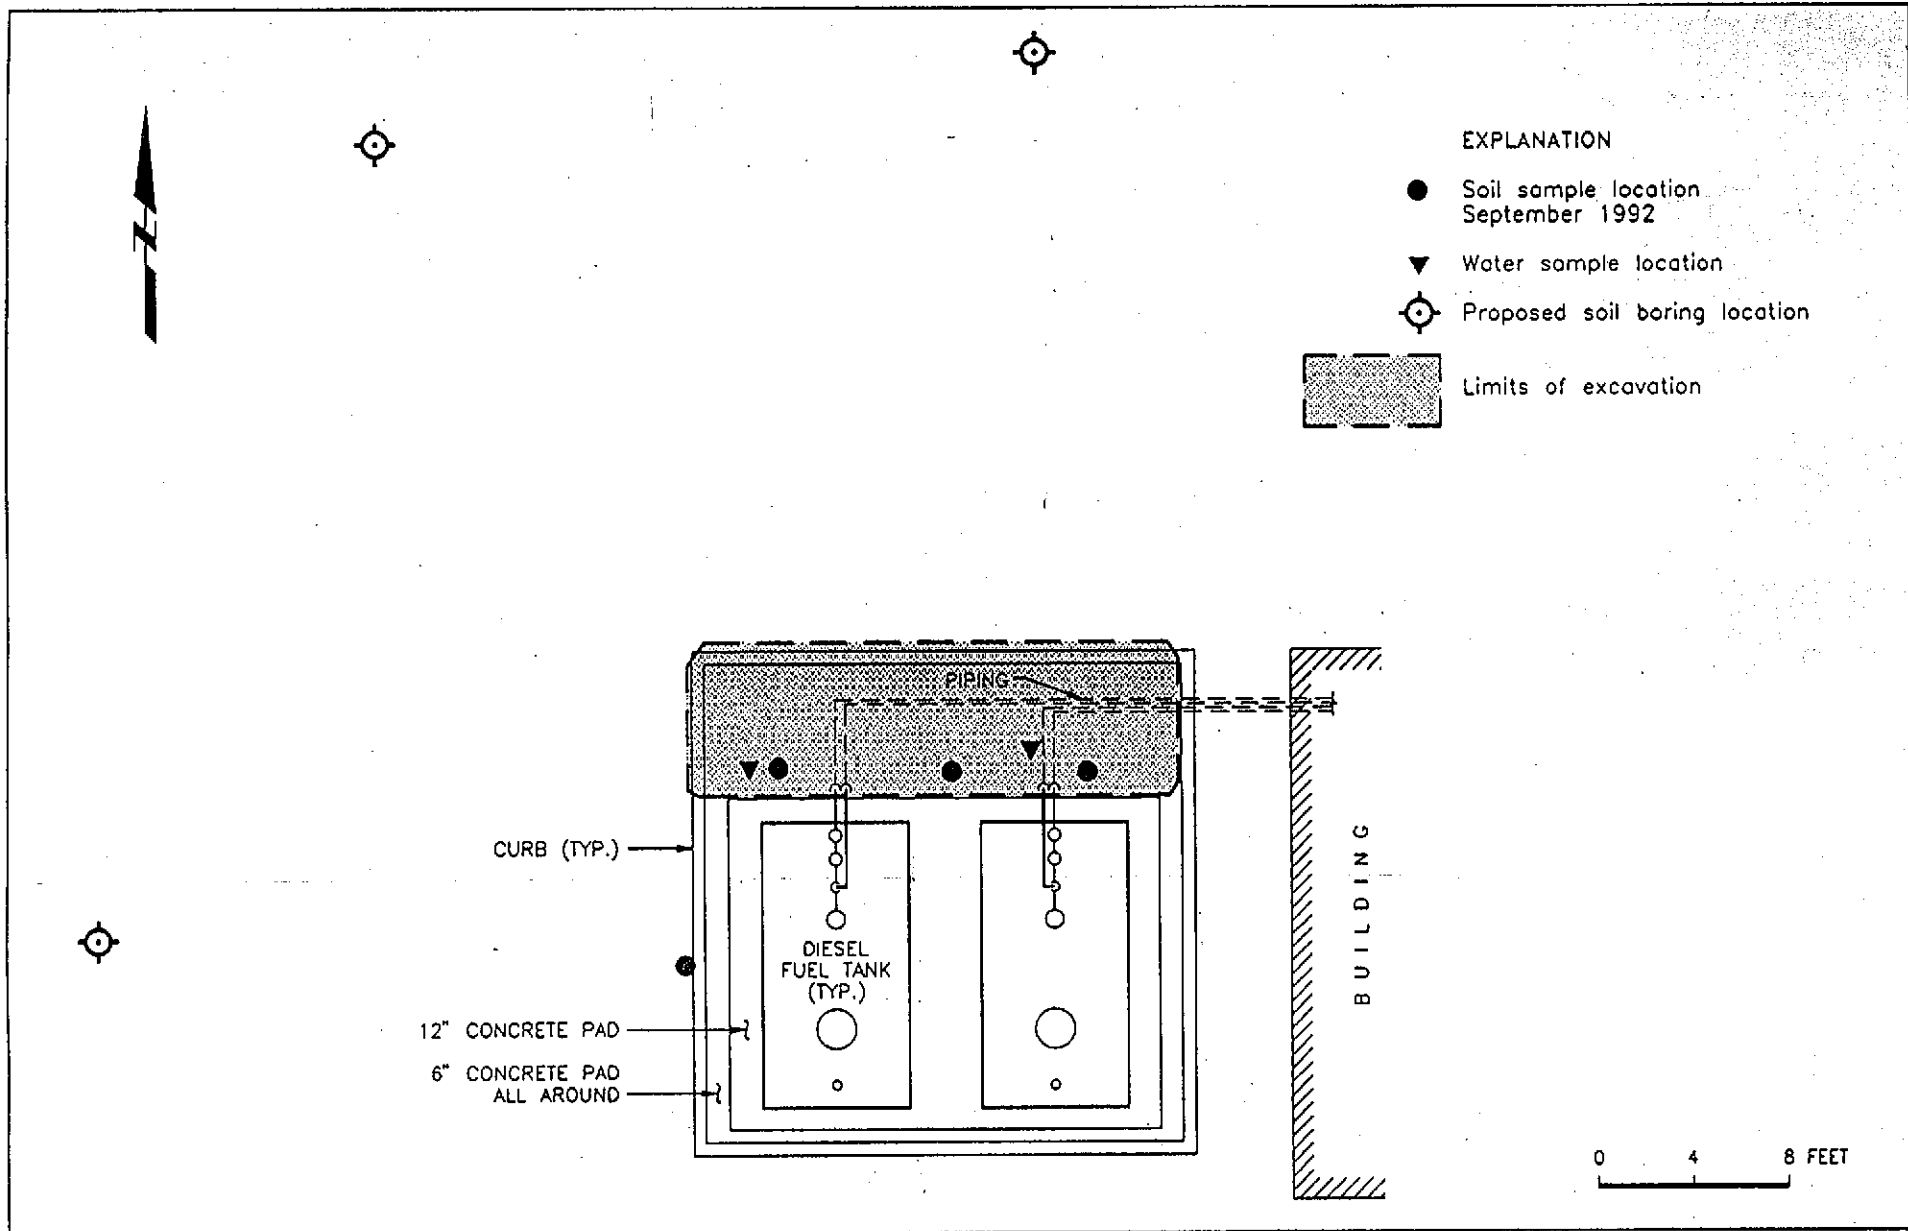 EXPLANATION
Soil sample location
September 1992
Water sample location
Proposed soil boring location
Limits of excavation
N
PIPING
CURB (TYP.)
DIESEL
FUEL TANK
(TYP.)
12" CONCRETE PAD
6" CONCRETE PAD
ALL AROUND
BUILDING
0 4 8 FEET